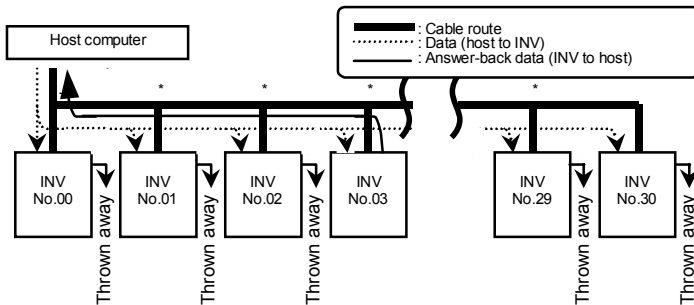 Host computer
: Cable route
: Data (host to INV)
: Answer-back data (INV to host)
* * * *
INV No.00
INV No.01
INV No.02
INV No.03
INV No.29
INV No.30
Thrown away
Thrown away
Thrown away
Thrown away
Thrown away